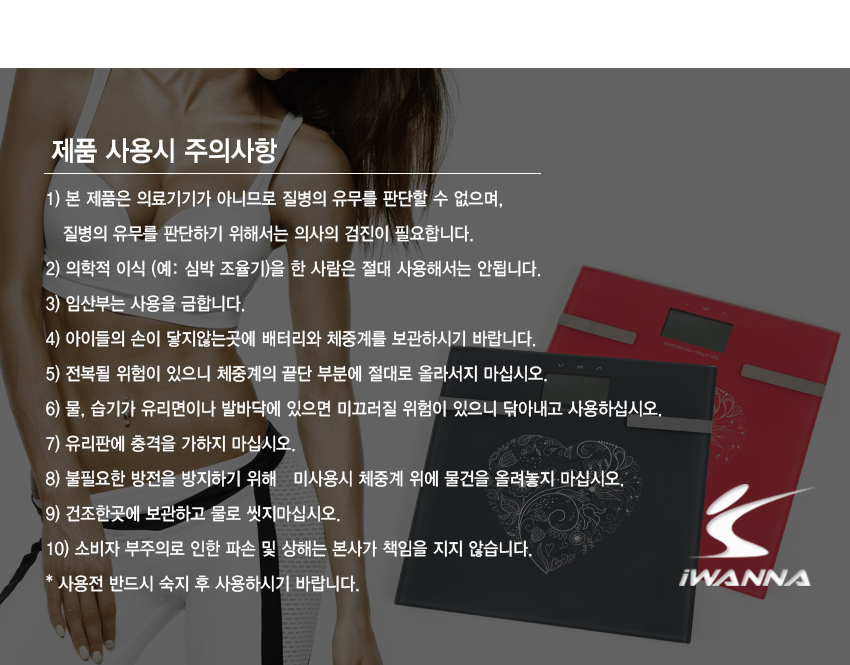 제품 사용시 주의사항
1) 본 제품은 의료기기가 아니므로 질병의 유무를 판단할 수 없으며,
질병의 유무를 판단하기 위해서는 의사의 검진이 필요합니다.
2) 의학적 이식 (예: 심박 조율기)을 한 사람은 절대 사용해서는 안됩니다.
3) 임산부는 사용을 금합니다.
4) 아이들의 손이 닿지않는곳에 배터리와 체중계를 보관하시기 바랍니다.
5) 전복될 위험이 있으니 체중계의 끝단 부분에 절대로 올라서지 마십시오.
6) 물, 습기가 유리면이나 발바닥에 있으면 미끄러질 위험이 있으니 닦아내고 사용하십시오.
7) 유리판에 충격을 가하지 마십시오.
8) 불필요한 방전을 방지하기 위해 미사용시 체중계 위에 물건을 올려놓지 마십시오.
9) 건조한곳에 보관하고 물로 씻지마십시오.
10) 소비자 부주의로 인한 파손 및 상해는 본사가 책임을 지지 않습니다.
* 사용전 반드시 숙지 후 사용하시기 바랍니다.
iWANNA